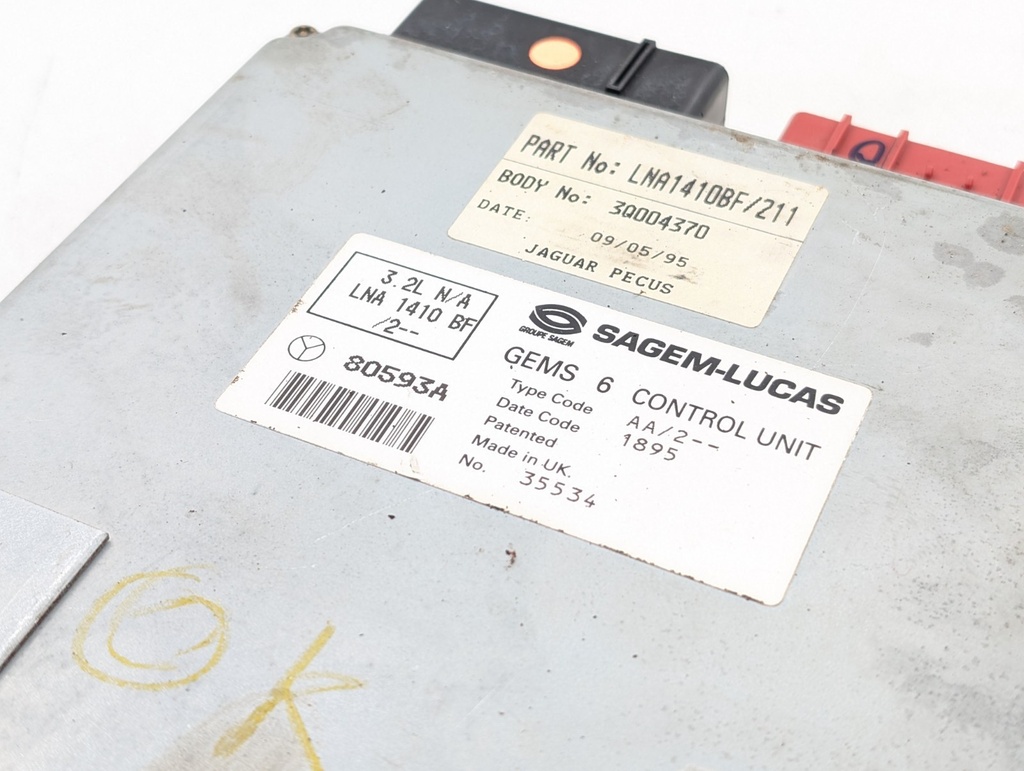 PART No: LNA1410BF/211
BODY No: 3Q00437D
DATE: 09/05/95
JAGUAR PECUS
3.2L N/A
LNA 1410 BF
/2--
80593A
GROUPE SAGEM
SAGEM-LUCAS
GEMS 6 CONTROL UNIT
Type Code AA/2--
Date Code 1895
Patented
Made in UK.
No. 35534
OK